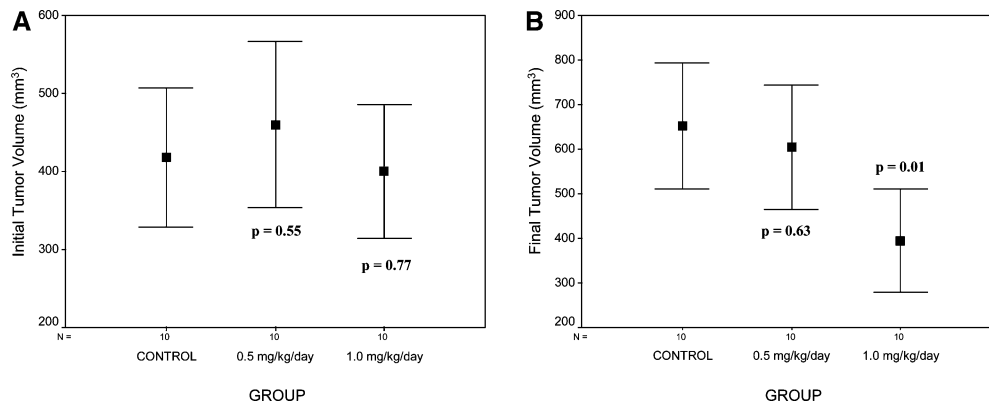 A
Initial Tumor Volume (mm³)
600
500
400
300
200
p = 0.55
p = 0.77
N = 10 10 10
CONTROL 0.5 mg/kg/day 1.0 mg/kg/day
GROUP
B
Final Tumor Volume (mm³)
900
800
700
600
500
400
300
200
p = 0.01
p = 0.63
N = 10 10 10
CONTROL 0.5 mg/kg/day 1.0 mg/kg/day
GROUP